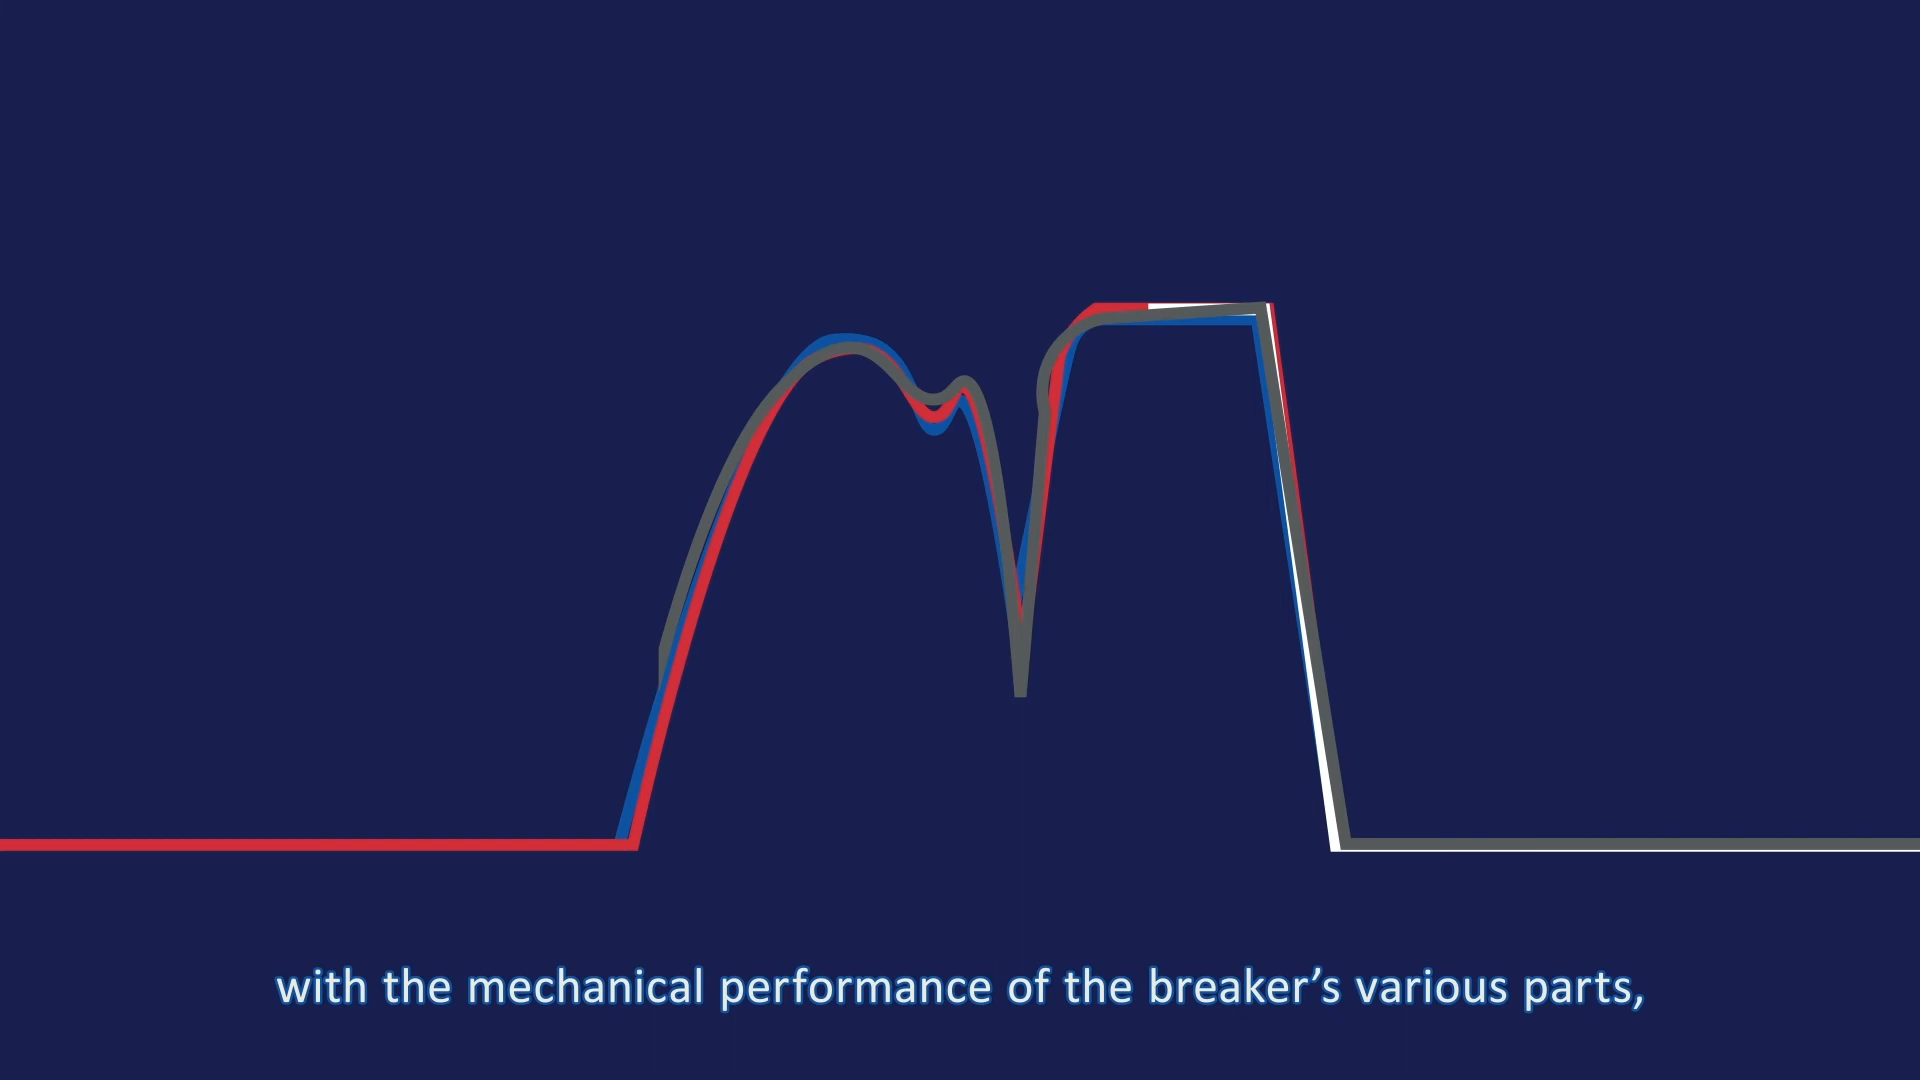 with the mechanical performance of the breaker’s various parts,